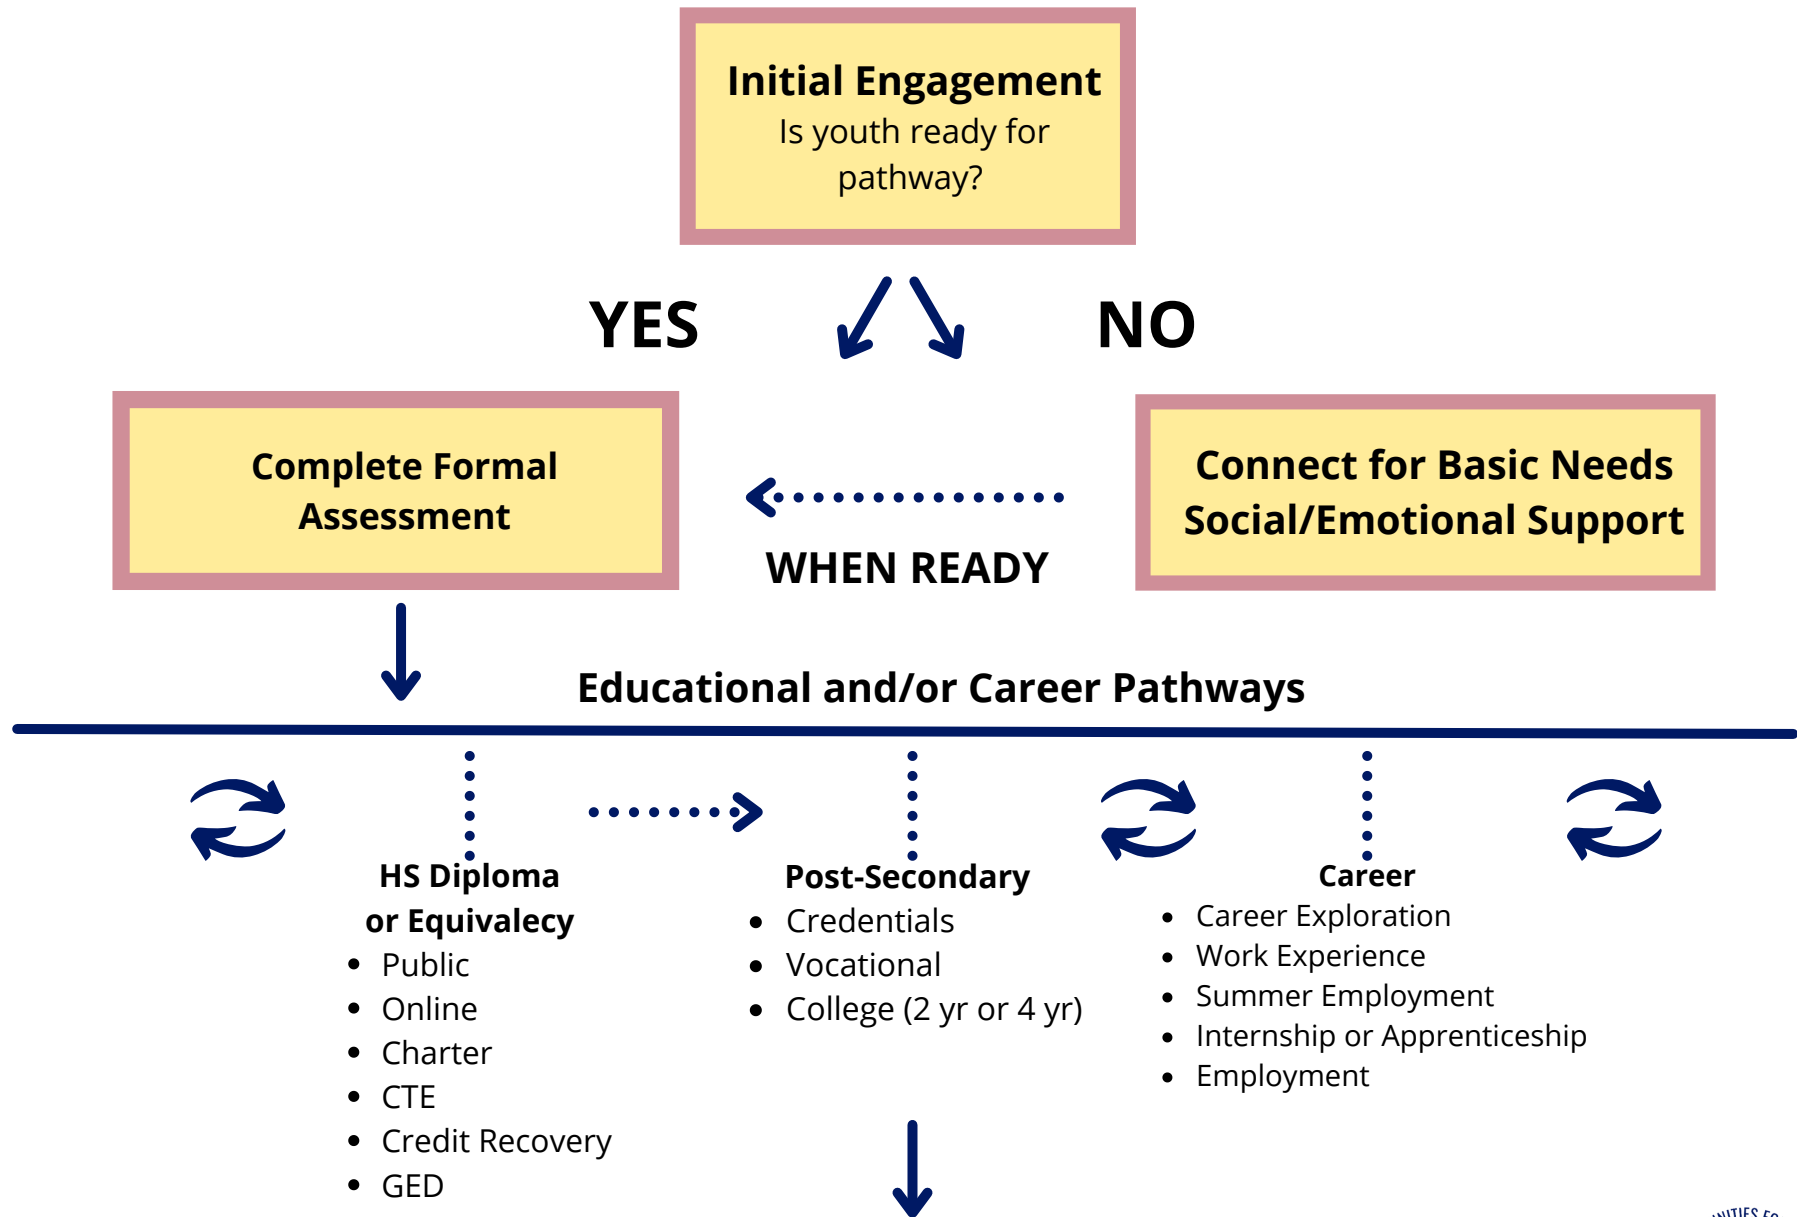 Initial Engagement
Is youth ready for
pathway?
YES
NO
Complete Formal
Assessment
Connect for Basic Needs
Social/Emotional Support
WHEN READY
Educational and/or Career Pathways
HS Diploma
or Equivalecy
• Public
• Online
• Charter
• CTE
• Credit Recovery
• GED
Post-Secondary
• Credentials
• Vocational
• College (2 yr or 4 yr)
Career
• Career Exploration
• Work Experience
• Summer Employment
• Internship or Apprenticeship
• Employment